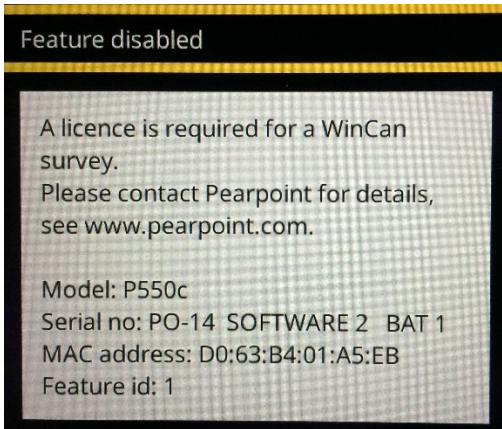 Feature disabled
A licence is required for a WinCan
survey.
Please contact Pearpoint for details,
see www.pearpoint.com.
Model: P550c
Serial no: PO-14 SOFTWARE 2 BAT 1
MAC address: D0:63:B4:01:A5:EB
Feature id: 1